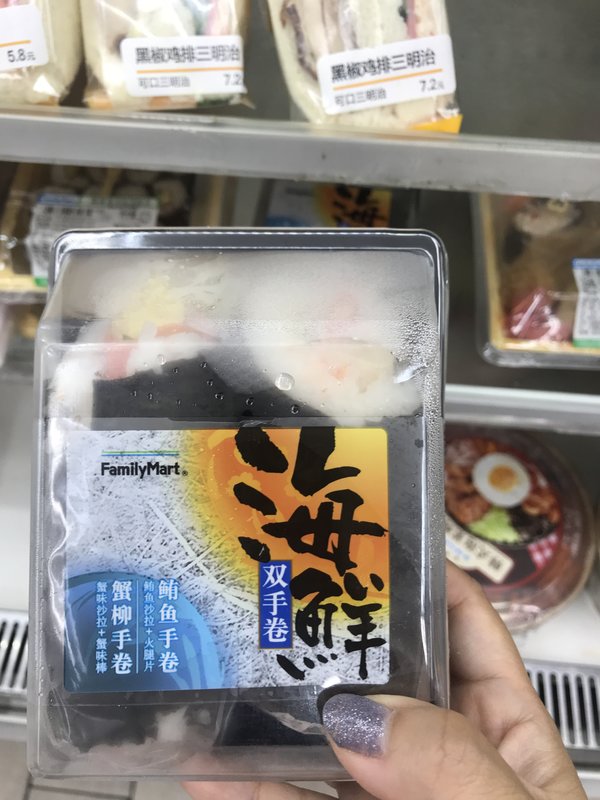 5.8元
黑椒鸡排三明治
可口三明治 7.2
黑椒鸡排三明治
可口三明治 7.2元
海
FamilyMart®
海鮮
双手卷
鲔鱼手卷
鲔鱼沙拉+火腿片
蟹柳手卷
蟹味沙拉+蟹味棒